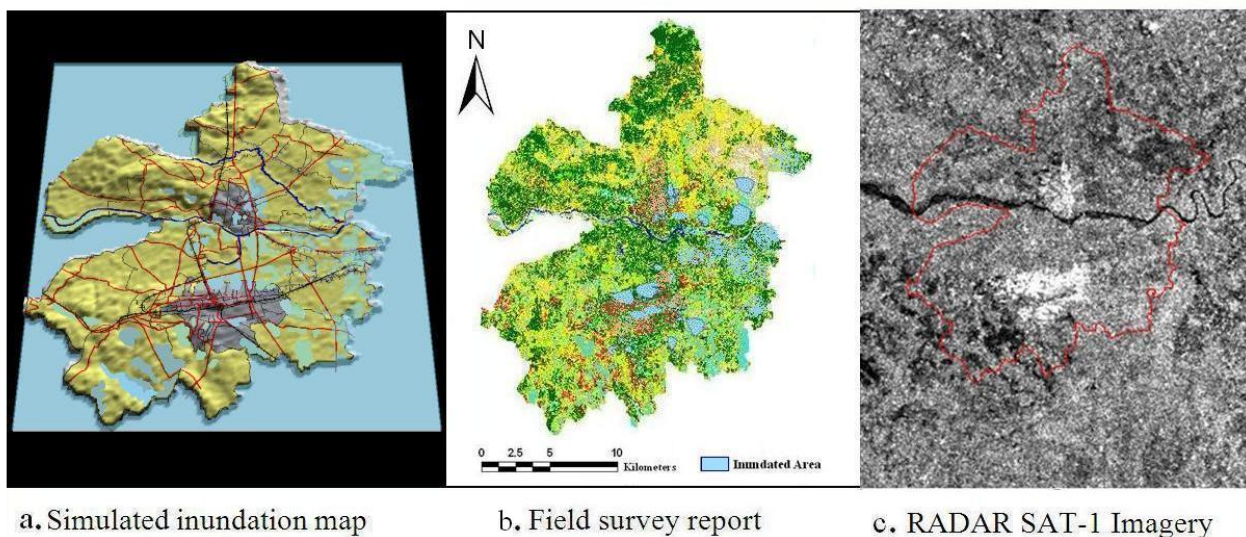 N
0 2.5 5 10
Kilometers
Inundated Area
a. Simulated inundation map
b. Field survey report
c. RADAR SAT-1 Imagery